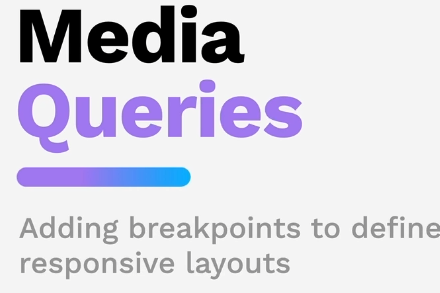 Media
Queries
Adding breakpoints to define
responsive layouts